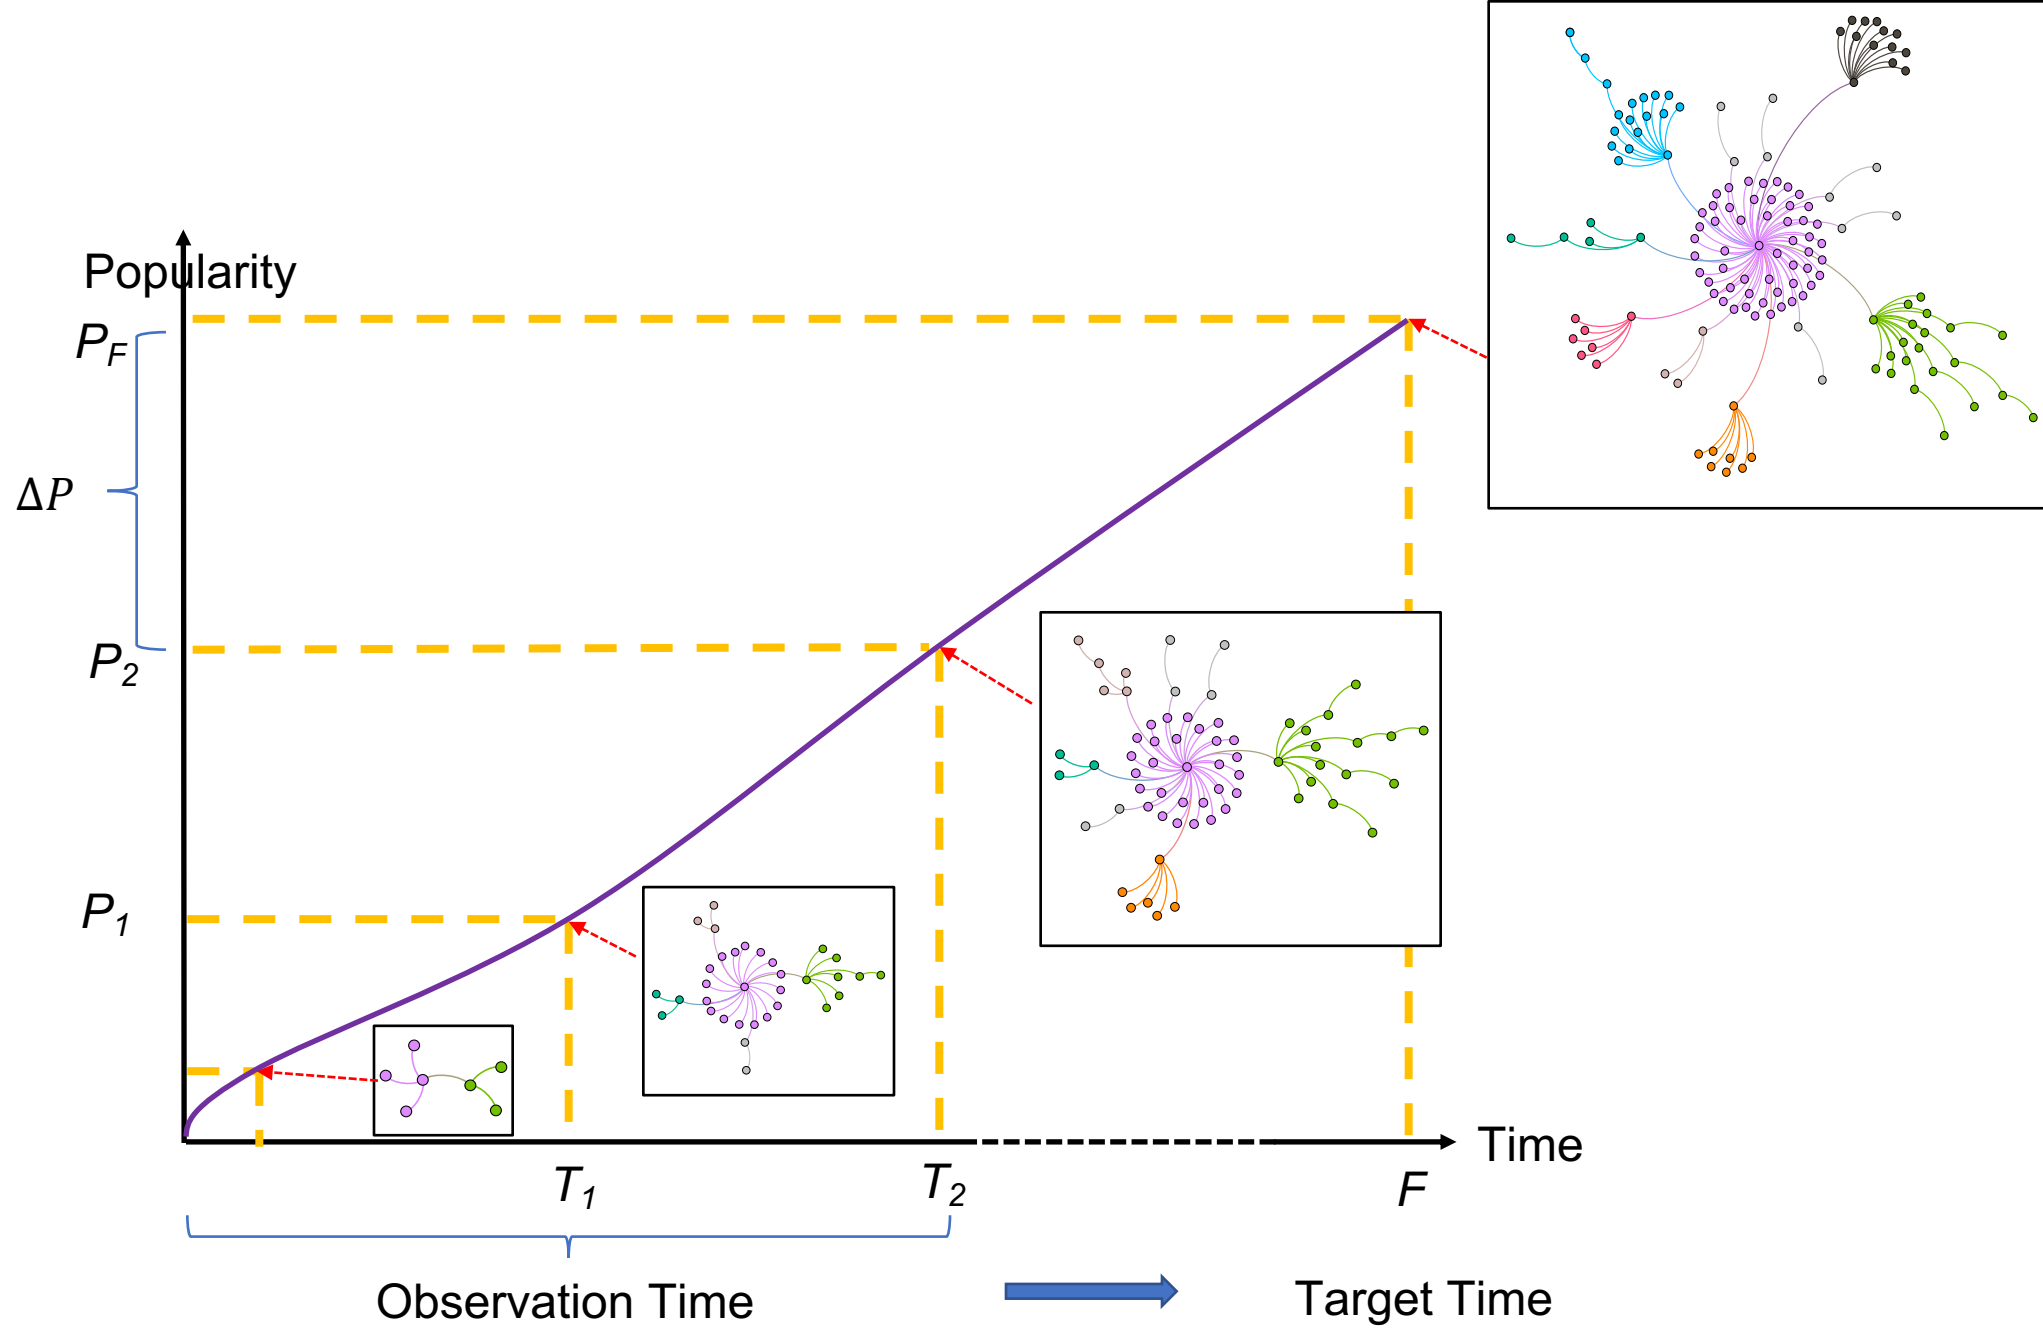 Popularity
P_F
ΔP
P_2
P_1
Time
T_1
T_2
F
Observation Time
Target Time